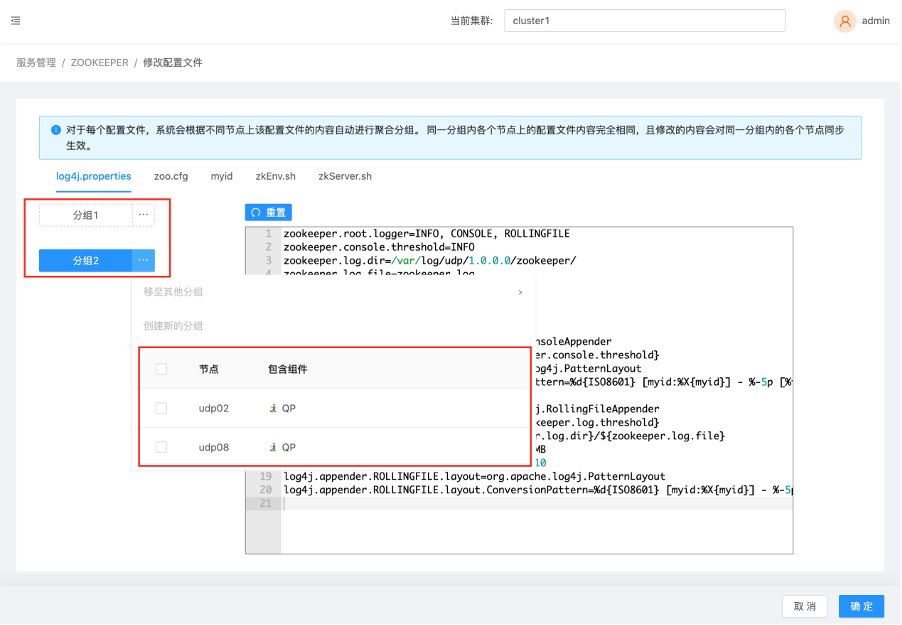 当前集群:
cluster1
admin
服务管理 / ZOOKEEPER / 修改配置文件
对于每个配置文件，系统会根据不同节点上该配置文件的内容自动进行聚合分组。 同一分组内各个节点上的配置文件内容完全相同，且修改的内容会对同一分组内的各个节点同步
生效。
log4j.properties
zoo.cfg
myid
zkEnv.sh
zkServer.sh
分组1
···
分组2
···
重置
1 zookeeper.root.logger=INFO, CONSOLE, ROLLINGFILE
2 zookeeper.console.threshold=INFO
3 zookeeper.log.dir=/var/log/udp/1.0.0.0/zookeeper/
4 zookeeper.log.file=zookeeper.log
移至其他分组
创建新的分组
节点 包含组件
udp02 QP
udp08 QP
nsoleAppender
er.console.threshold}
og4j.PatternLayout
ttern=%d{ISO8601} [myid:%X{myid}] - %-5p [%
j.RollingFileAppender
keeper.log.threshold}
r.log.dir}/${zookeeper.log.file}
MB
10
19 log4j.appender.ROLLINGFILE.layout=org.apache.log4j.PatternLayout
20 log4j.appender.ROLLINGFILE.layout.ConversionPattern=%d{ISO8601} [myid:%X{myid}] - %-5p
21
取 消
确 定